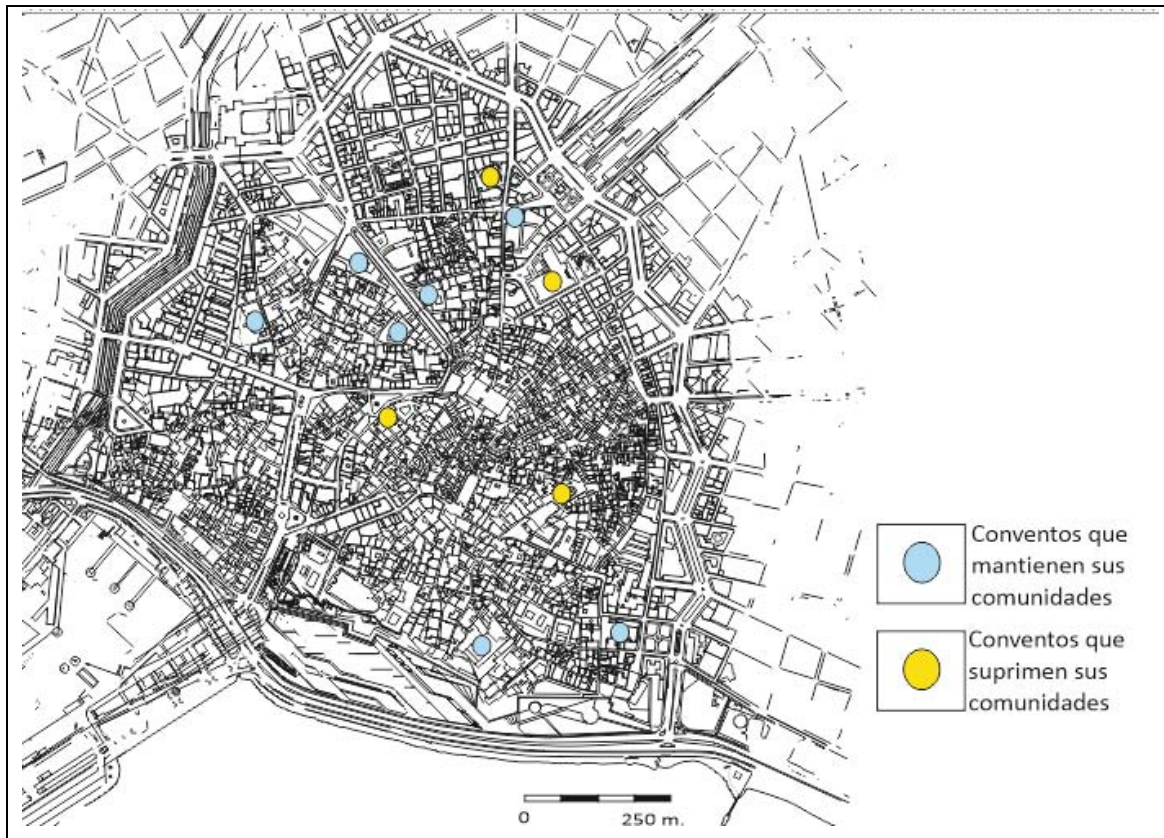 Conventos que
mantienen sus
comunidades
Conventos que
suprimen sus
comunidades
0 250 m.